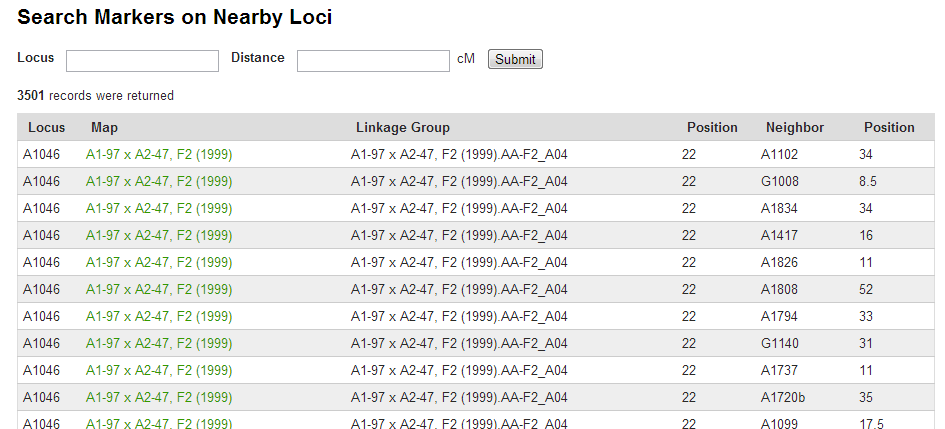 Search Markers on Nearby Loci
Locus Distance cM Submit
3501 records were returned
Locus Map Linkage Group Position Neighbor Position
A1046 A1-97 x A2-47, F2 (1999) A1-97 x A2-47, F2 (1999).AA-F2_A04 22 A1102 34
A1046 A1-97 x A2-47, F2 (1999) A1-97 x A2-47, F2 (1999).AA-F2_A04 22 G1008 8.5
A1046 A1-97 x A2-47, F2 (1999) A1-97 x A2-47, F2 (1999).AA-F2_A04 22 A1834 34
A1046 A1-97 x A2-47, F2 (1999) A1-97 x A2-47, F2 (1999).AA-F2_A04 22 A1417 16
A1046 A1-97 x A2-47, F2 (1999) A1-97 x A2-47, F2 (1999).AA-F2_A04 22 A1826 11
A1046 A1-97 x A2-47, F2 (1999) A1-97 x A2-47, F2 (1999).AA-F2_A04 22 A1808 52
A1046 A1-97 x A2-47, F2 (1999) A1-97 x A2-47, F2 (1999).AA-F2_A04 22 A1794 33
A1046 A1-97 x A2-47, F2 (1999) A1-97 x A2-47, F2 (1999).AA-F2_A04 22 G1140 31
A1046 A1-97 x A2-47, F2 (1999) A1-97 x A2-47, F2 (1999).AA-F2_A04 22 A1737 11
A1046 A1-97 x A2-47, F2 (1999) A1-97 x A2-47, F2 (1999).AA-F2_A04 22 A1720b 35
A1046 A1-97 x A2-47, F2 (1999) A1-97 x A2-47, F2 (1999).AA-F2_A04 22 A1099 17.5